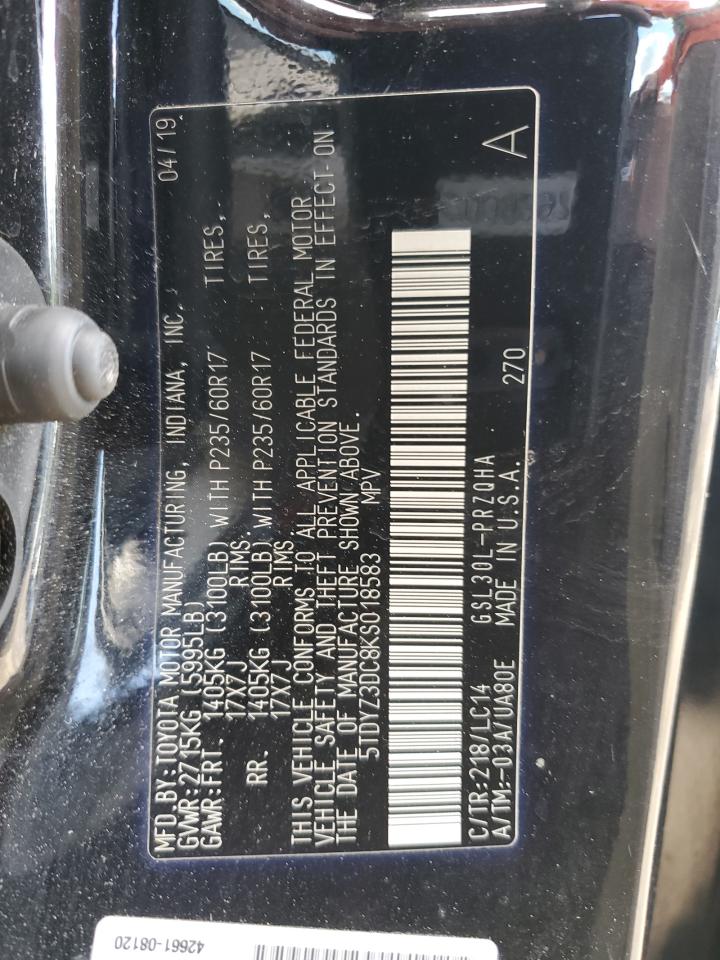 MFD.BY:TOYOTA MOTOR MANUFACTURING, INDIANA, INC. 04/19
GVWR:2715KG (5995LB)
GAWR:FRT. 1405KG (3100LB) WITH P235/60R17 TIRES,
17X7J RIMS.
RR. 1405KG (3100LB) WITH P235/60R17 TIRES,
17X7J RIMS
THIS VEHICLE CONFORMS TO ALL APPLICABLE FEDERAL MOTOR
VEHICLE SAFETY AND THEFT PREVENTION STANDARDS IN EFFECT ON
THE DATE OF MANUFACTURE SHOWN ABOVE.
5TDYZ3DC8KS018583 MPV
C/TR:218/LC14 GSL30L-PRZQHA
A/TM:-03A/UA80E MADE IN U.S.A. 270 A
42661-08120